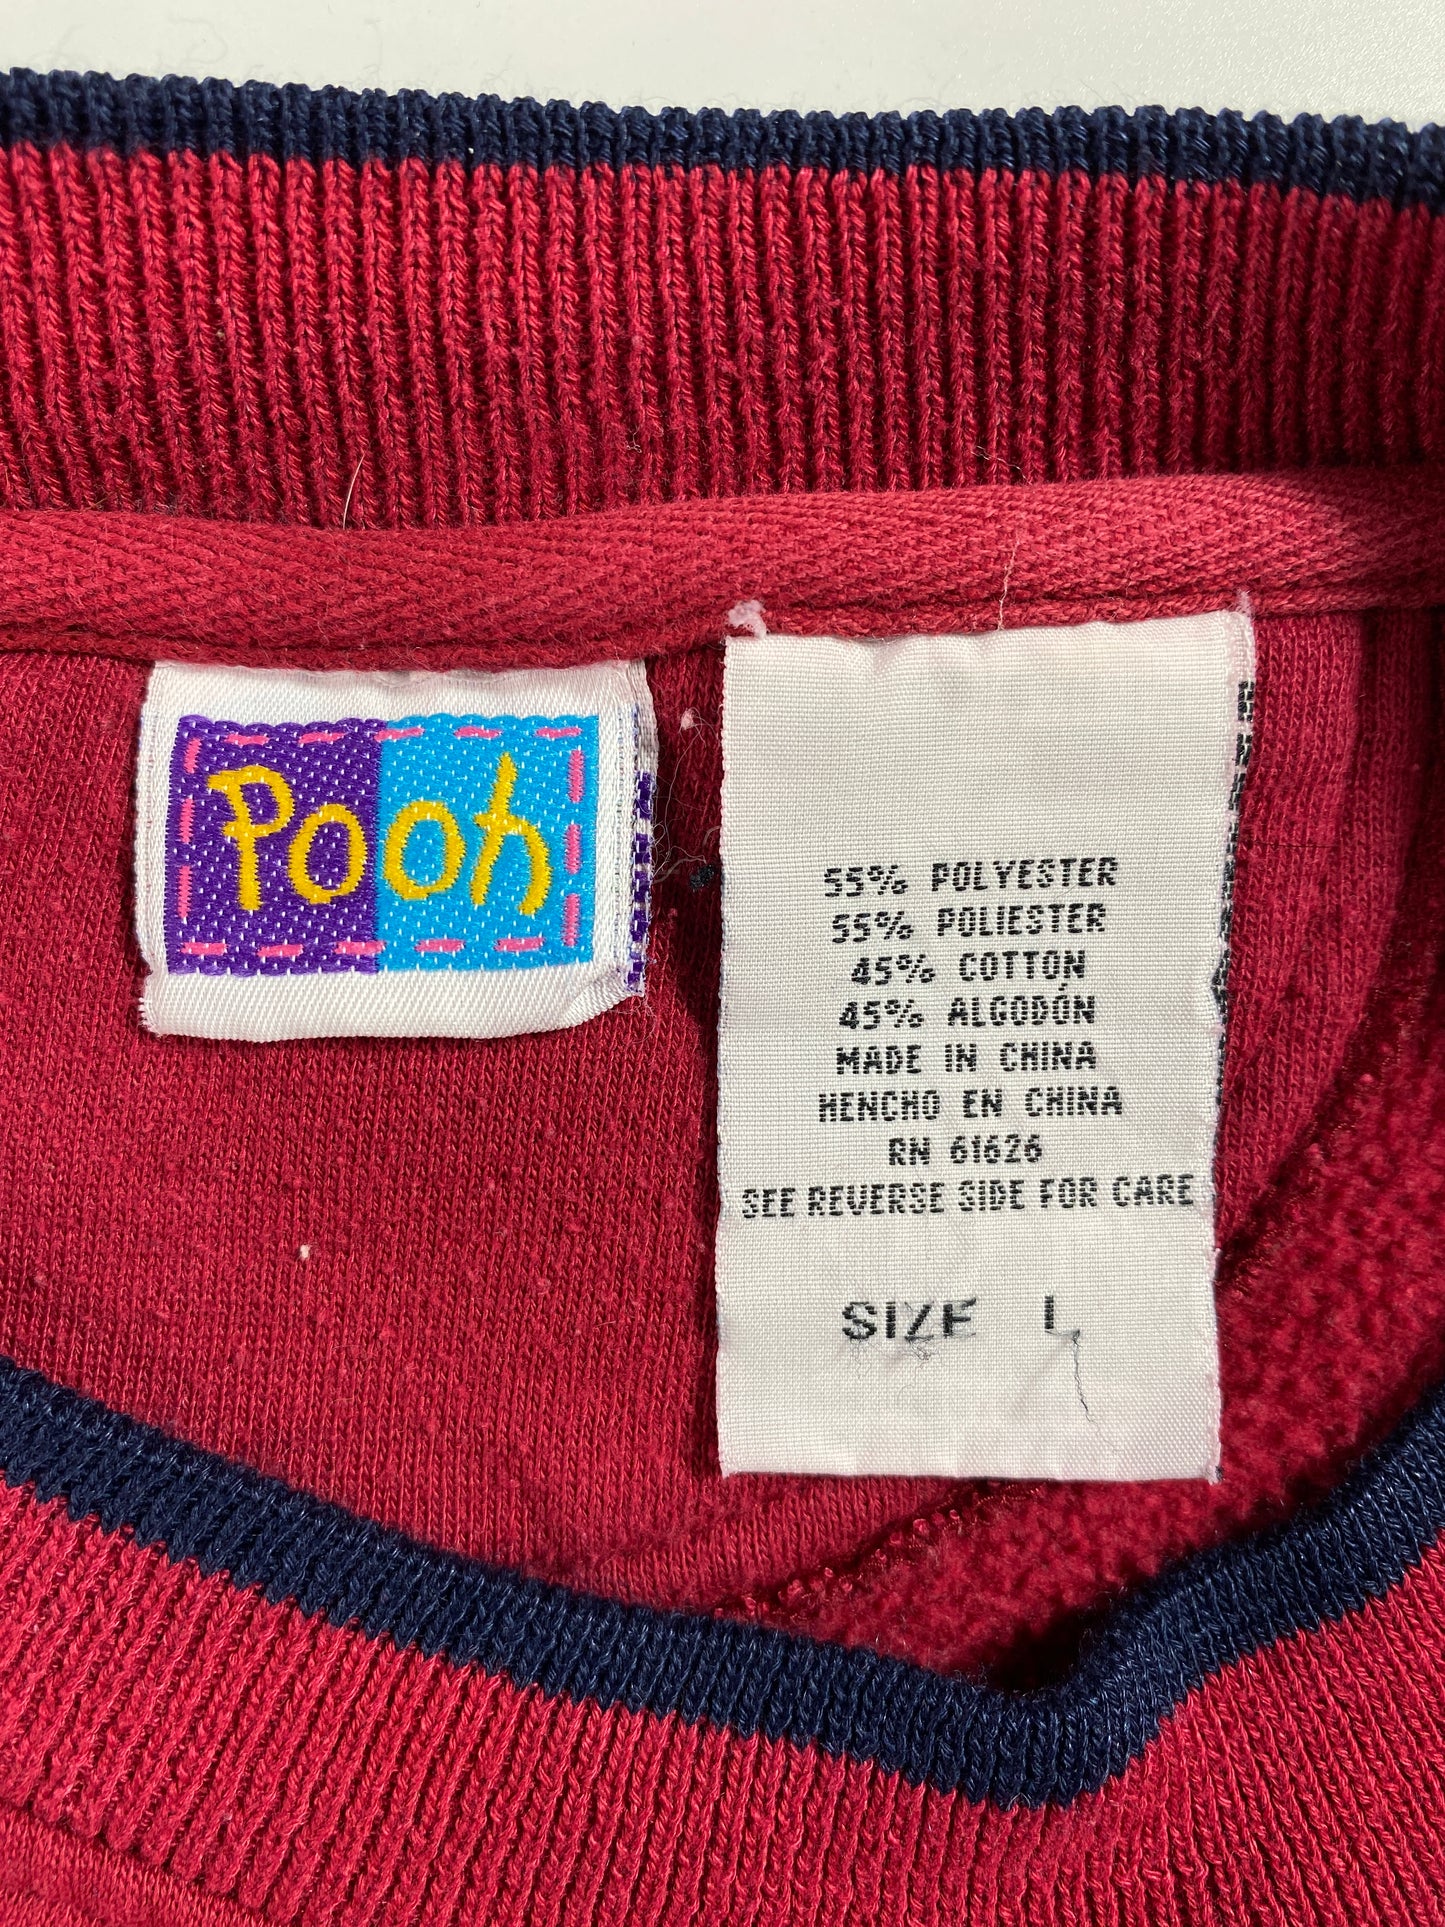 Pooh
55% POLYESTER
55% POLIESTER
45% COTTON
45% ALGODÓN
MADE IN CHINA
HENCHO EN CHINA
RN 61626
SEE REVERSE SIDE FOR CARE
SIZE L